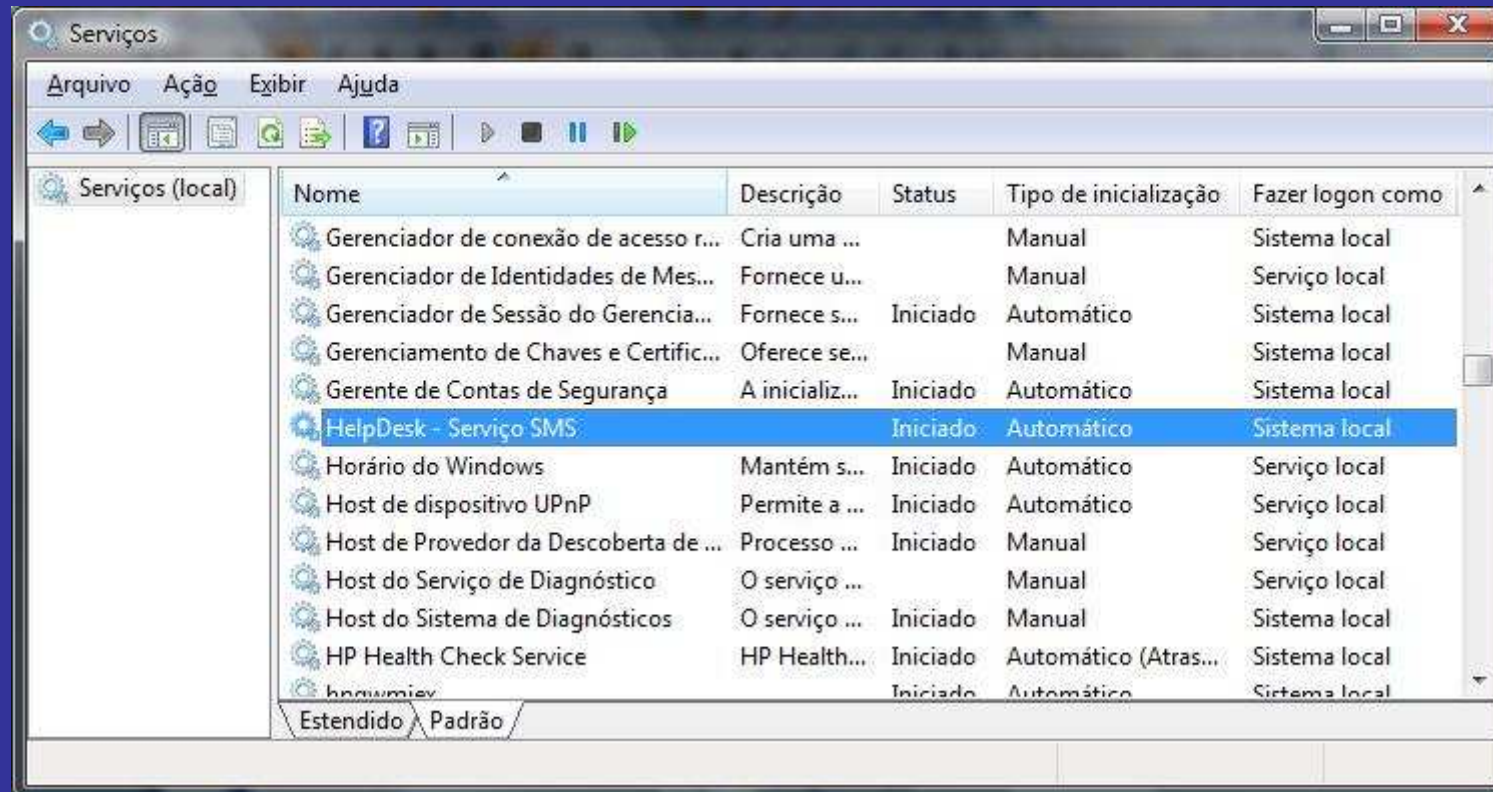 Serviços
Arquivo Ação Exibir Ajuda
Serviços (local)
Nome Descrição Status Tipo de inicialização Fazer logon como
Gerenciador de conexão de acesso r... Cria uma ... Manual Sistema local
Gerenciador de Identidades de Mes... Fornece u... Manual Serviço local
Gerenciador de Sessão do Gerencia... Fornece s... Iniciado Automático Sistema local
Gerenciamento de Chaves e Certific... Oferece se... Manual Sistema local
Gerente de Contas de Segurança A inicializ... Iniciado Automático Sistema local
HelpDesk - Serviço SMS Iniciado Automático Sistema local
Horário do Windows Mantém s... Iniciado Automático Serviço local
Host de dispositivo UPnP Permite a ... Iniciado Automático Serviço local
Host de Provedor da Descoberta de ... Processo ... Iniciado Manual Serviço local
Host do Serviço de Diagnóstico O serviço ... Manual Serviço local
Host do Sistema de Diagnósticos O serviço ... Iniciado Manual Sistema local
HP Health Check Service HP Health... Iniciado Automático (Atras... Sistema local
Iniciado Automático Sistema local
Estendido Padrão